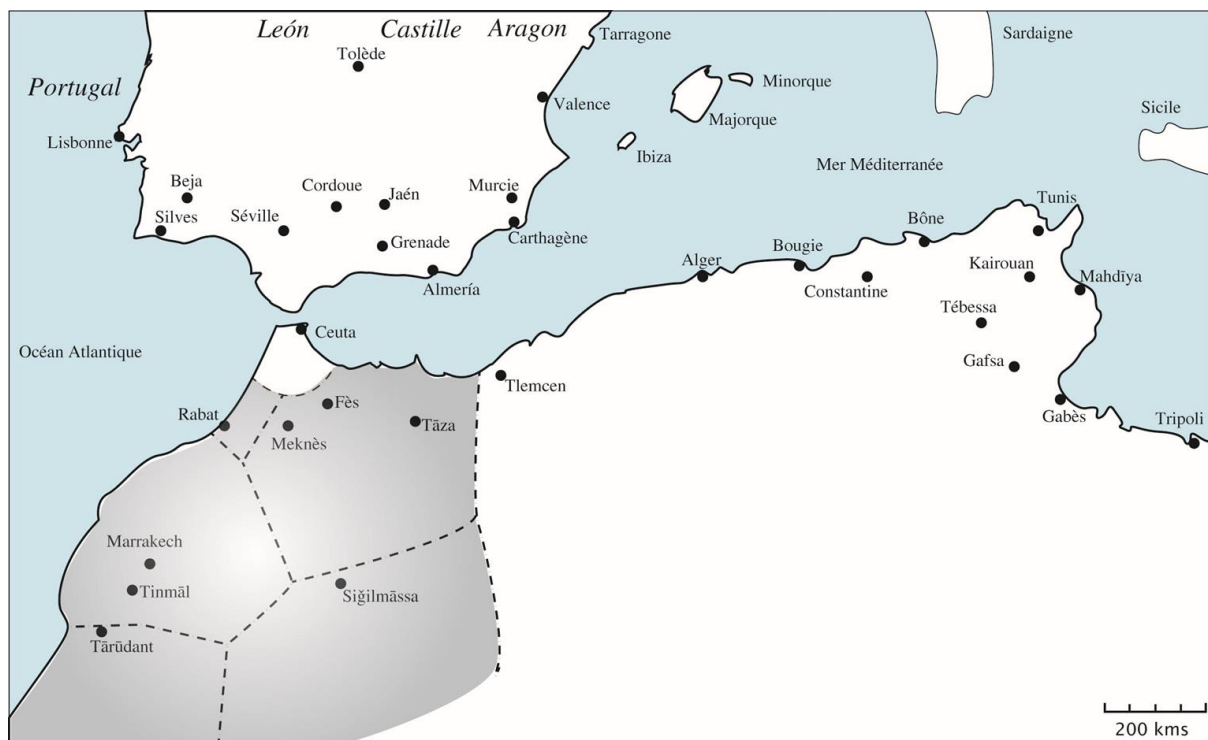 León
Castille
Aragon
Tarragone
Sardaigne
Tolède
Minorque
Portugal
Valence
Majorque
Sicile
Lisbonne
Ibiza
Mer Méditerranée
Beja
Cordoue
Jaén
Murcie
Silves
Séville
Carthagène
Bône
Tunis
Grenade
Bougie
Alger
Kairouan
Almería
Constantine
Mahdīya
Tébessa
Ceuta
Océan Atlantique
Gafsa
Tlemcen
Fès
Rabat
Tāza
Gabès
Tripoli
Meknès
Marrakech
Tinmāl
Siğilmāssa
Tārūdant
200 kms